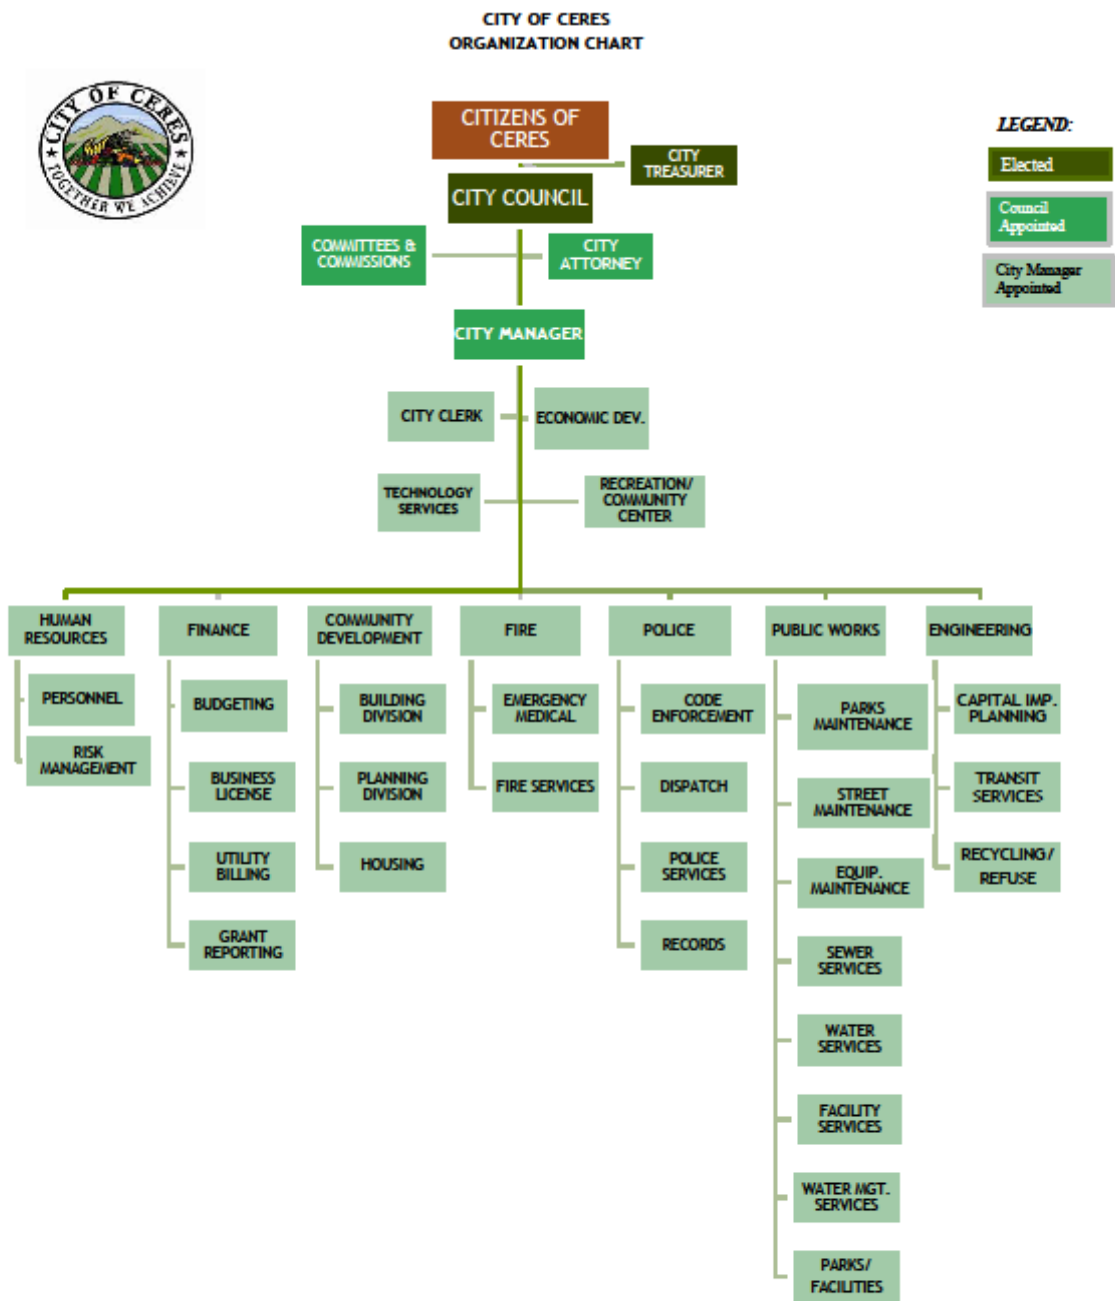 CITY OF CERES
ORGANIZATION CHART
CITY OF CERES
TOGETHER WE ACHIEVE
CITIZENS OF
CERES
CITY
TREASURER
CITY COUNCIL
LEGEND:
Elected
Council
Appointed
City Manager
Appointed
COMMITTEES &
COMMISSIONS
CITY
ATTORNEY
CITY MANAGER
CITY CLERK
ECONOMIC DEV.
TECHNOLOGY
SERVICES
RECREATION/
COMMUNITY
CENTER
HUMAN
RESOURCES
FINANCE
COMMUNITY
DEVELOPMENT
FIRE
POLICE
PUBLIC WORKS
ENGINEERING
PERSONNEL
RISK
MANAGEMENT
BUDGETING
BUSINESS
LICENSE
UTILITY
BILLING
GRANT
REPORTING
BUILDING
DIVISION
PLANNING
DIVISION
HOUSING
EMERGENCY
MEDICAL
FIRE SERVICES
CODE
ENFORCEMENT
DISPATCH
POLICE
SERVICES
RECORDS
PARKS
MAINTENANCE
STREET
MAINTENANCE
EQUIP.
MAINTENANCE
SEWER
SERVICES
WATER
SERVICES
FACILITY
SERVICES
WATER MGT.
SERVICES
PARKS/
FACILITIES
CAPITAL IMP.
PLANNING
TRANSIT
SERVICES
RECYCLING/
REFUSE